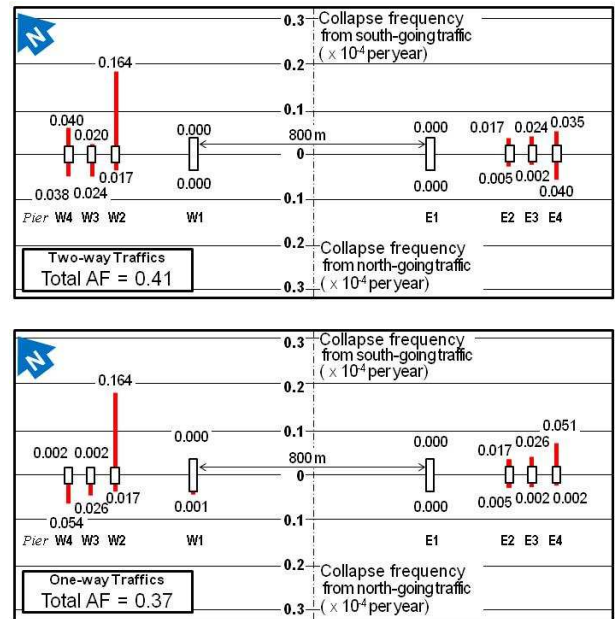 0.3
Collapse frequency
from south-going traffic
( × 10⁻⁴ per year)
N
0.164
0.2
0.1
0.040
0.020
0.000
800 m
0.000
0.017
0.024
0.035
0
0.038
0.024
0.017
0.000
0.000
0.005
0.002
0.040
0.1
Pier W4 W3 W2 W1 E1 E2 E3 E4
0.2
Collapse frequency
from north-going traffic
( × 10⁻⁴ per year)
0.3
Two-way Traffics
Total AF = 0.41
0.3
Collapse frequency
from south-going traffic
( × 10⁻⁴ per year)
N
0.164
0.2
0.1
0.002
0.002
0.000
800 m
0.000
0.017
0.026
0.051
0
0.054
0.026
0.017
0.001
0.000
0.005
0.002
0.002
0.1
Pier W4 W3 W2 W1 E1 E2 E3 E4
0.2
Collapse frequency
from north-going traffic
( × 10⁻⁴ per year)
0.3
One-way Traffics
Total AF = 0.37